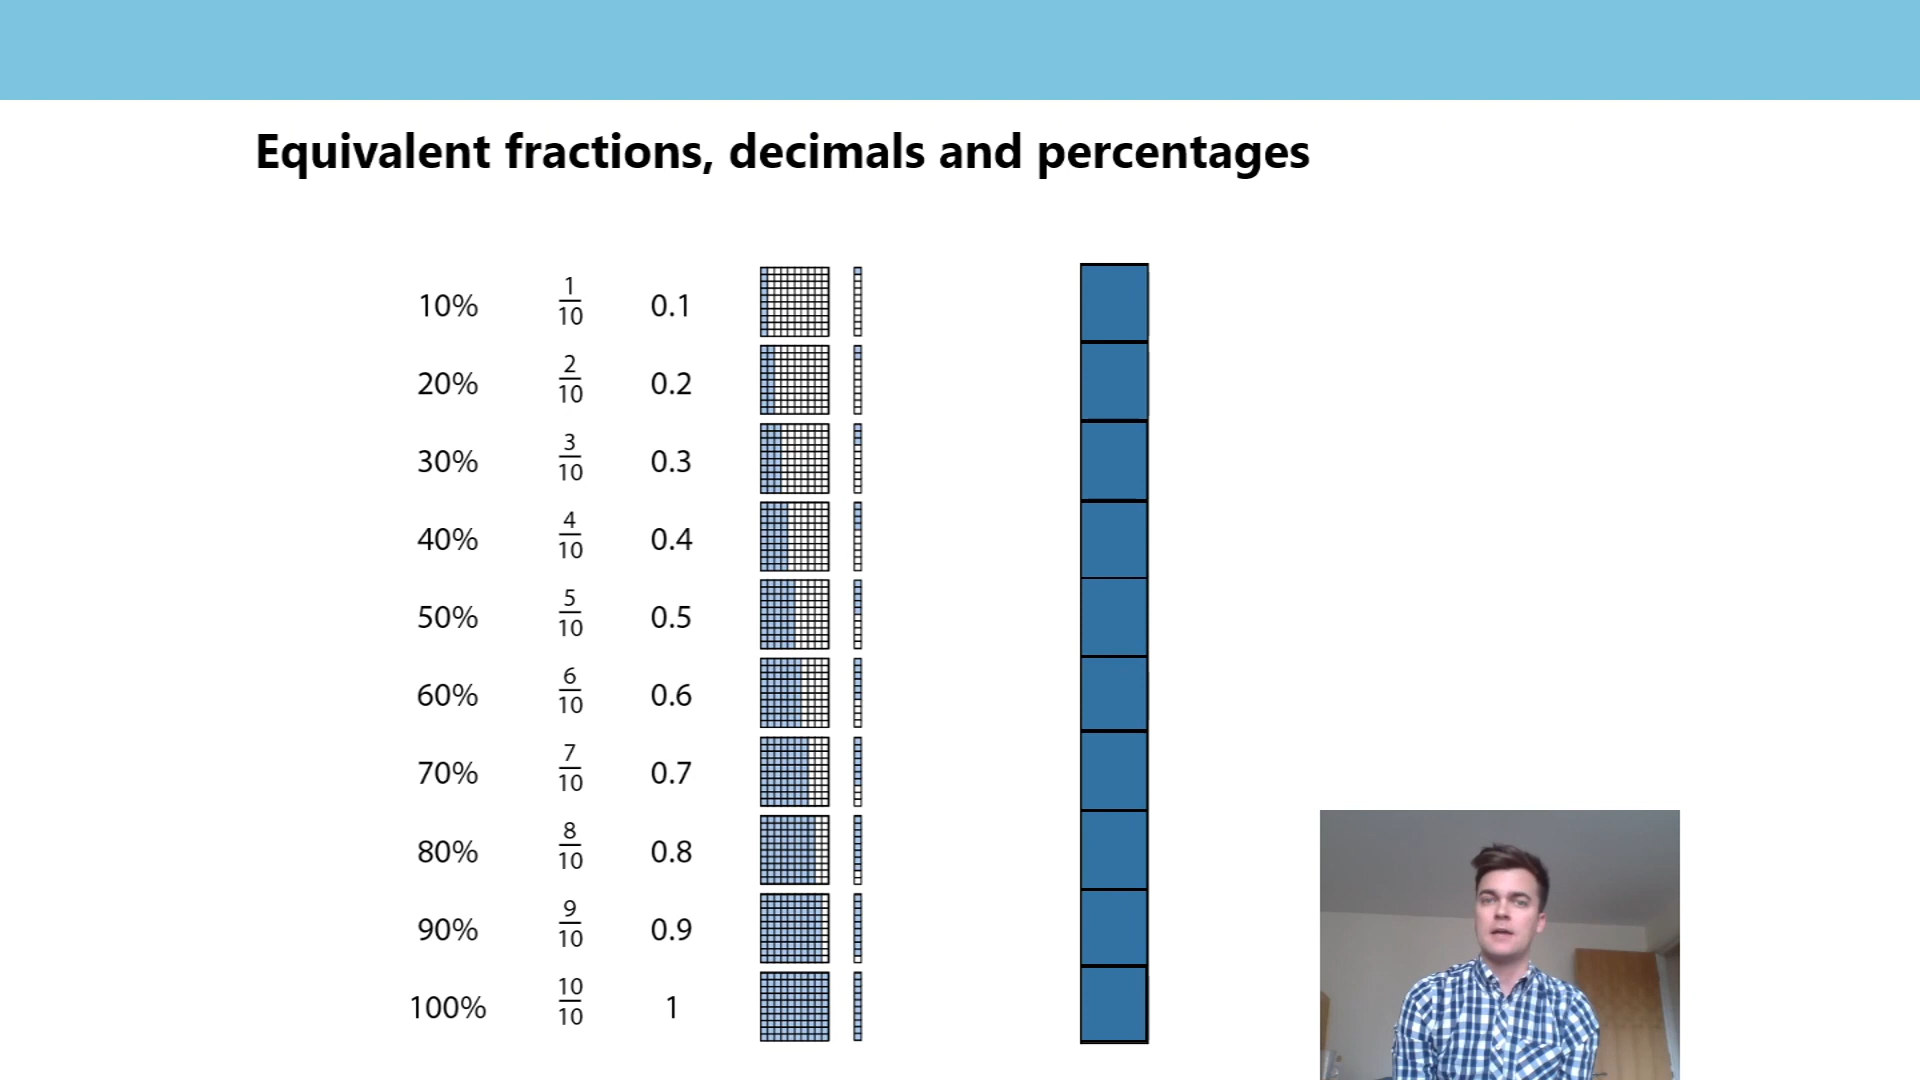 Equivalent fractions, decimals and percentages
10% 1/10 0.1
20% 2/10 0.2
30% 3/10 0.3
40% 4/10 0.4
50% 5/10 0.5
60% 6/10 0.6
70% 7/10 0.7
80% 8/10 0.8
90% 9/10 0.9
100% 10/10 1